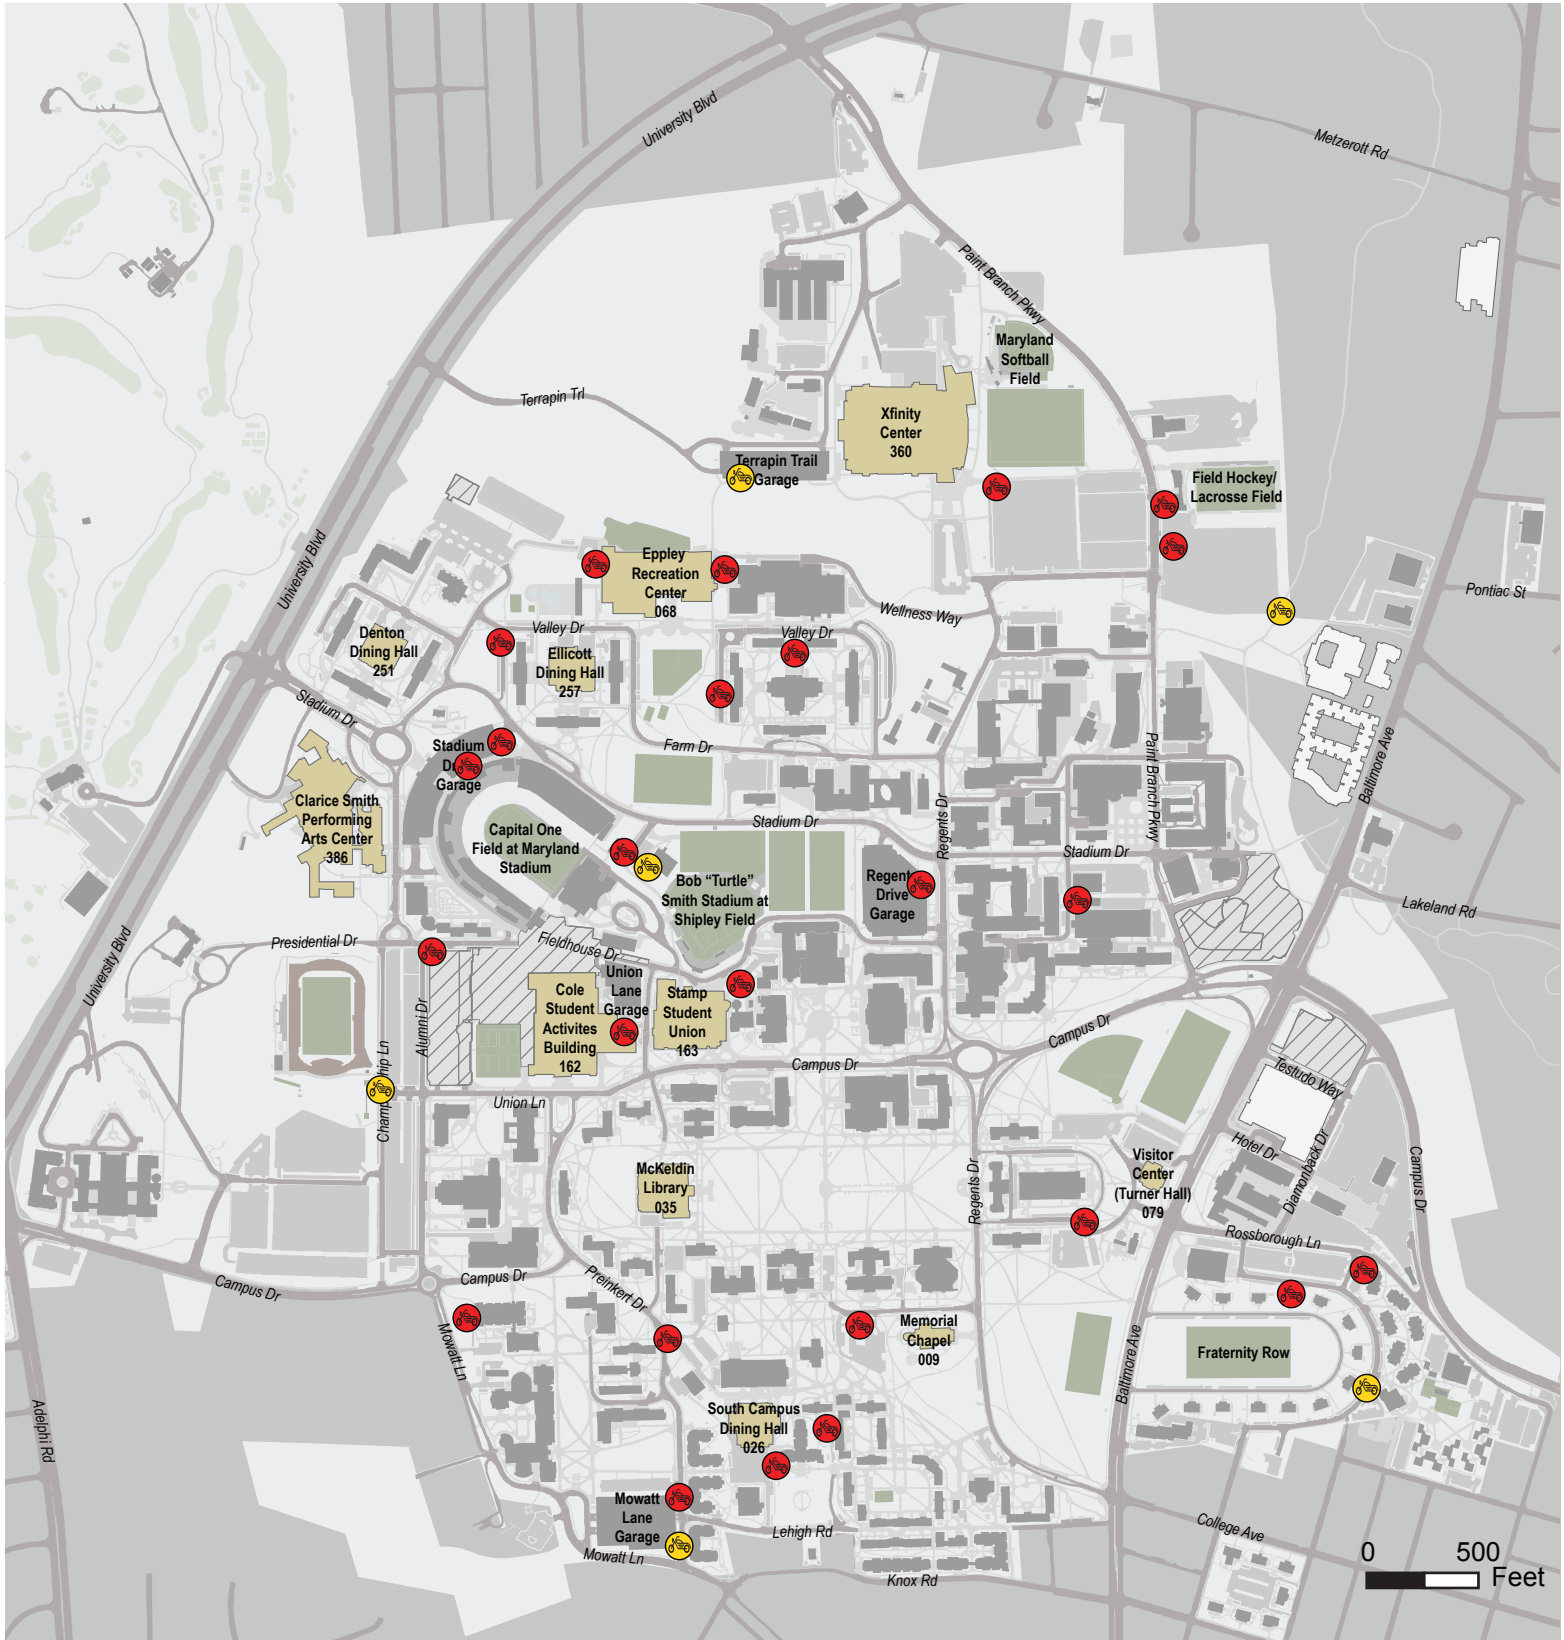 University Blvd
Metzerott Rd
Paint Branch Pkwy
Maryland
Softball
Field
Terrapin Trl
Xfinity
Center
360
Terrapin Trail
Garage
Field Hockey/
Lacrosse Field
University Blvd
Eppley
Recreation
Center
068
Pontiac St
Wellness Way
Valley Dr
Valley Dr
Denton
Dining Hall
251
Ellicott
Dining Hall
257
Stadium Dr
Farm Dr
Stadium
Garage
Paint Branch Pkwy
Baltimore Ave
Clarice Smith
Performing
Arts Center
386
Capital One
Field at Maryland
Stadium
Stadium Dr
Regents Dr
Stadium Dr
Bob “Turtle”
Smith Stadium at
Shipley Field
Drive
Garage
Lakeland Rd
Presidential Dr
Fieldhouse Dr
University Blvd
Union
Lane
Garage
Cole
Student
Activites
Building
162
Stamp
Student
Union
163
Alumni Dr
Campus Dr
Campus Dr
Union Ln
Testudo Way
Hotel Dr
Diamonback Dr
Campus Dr
McKeldin
Library
035
Visitor
Center
(Turner Hall)
079
Regents Dr
Rossborough Ln
Campus Dr
Campus Dr
Preinkert Dr
Mowatt Ln
Memorial
Chapel
009
Baltimore Ave
Fraternity Row
Adelphi Rd
South Campus
Dining Hall
026
Mowatt
Lane
Garage
Lehigh Rd
College Ave
Mowatt Ln
Knox Rd
0 500
Feet